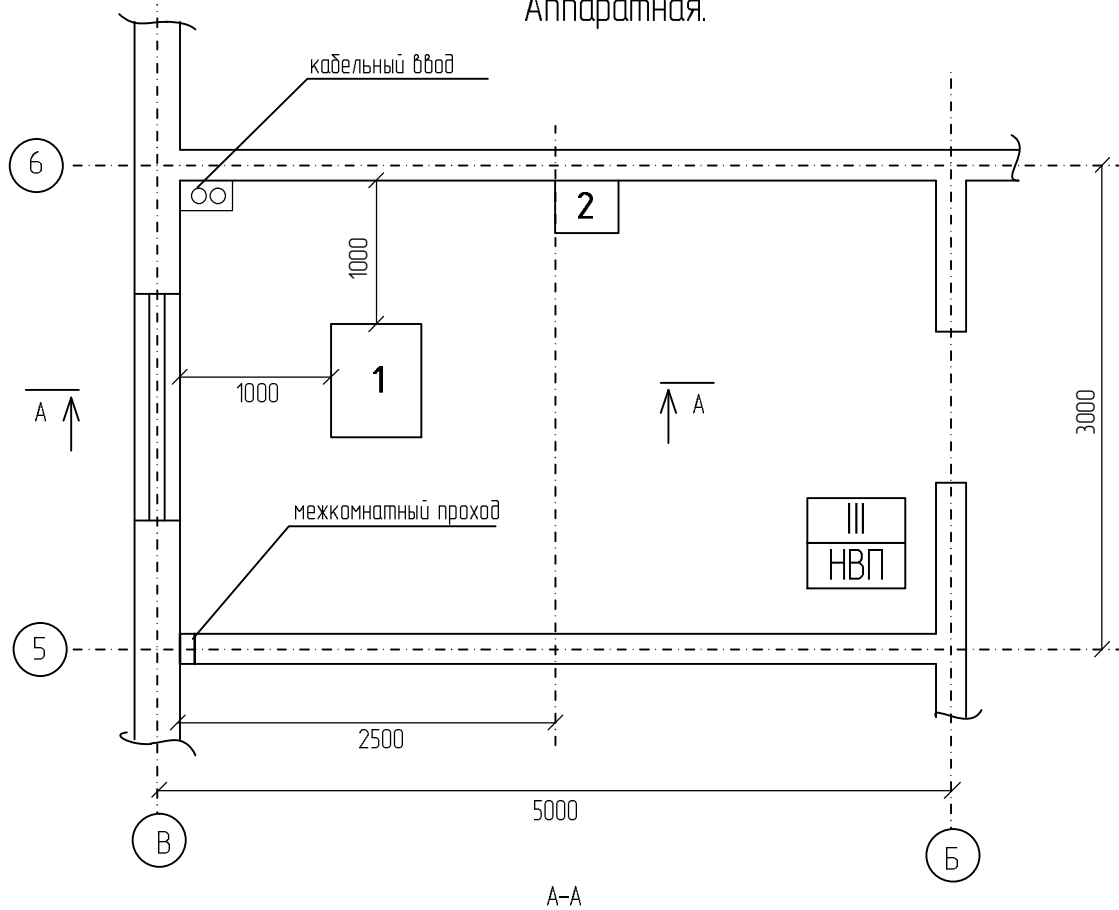 Аппаратная.
кабельный ввод
6
2
1000
1
1000
А
А
3000
межкомнатный проход
III
НВП
5
2500
5000
В
Б
А-А